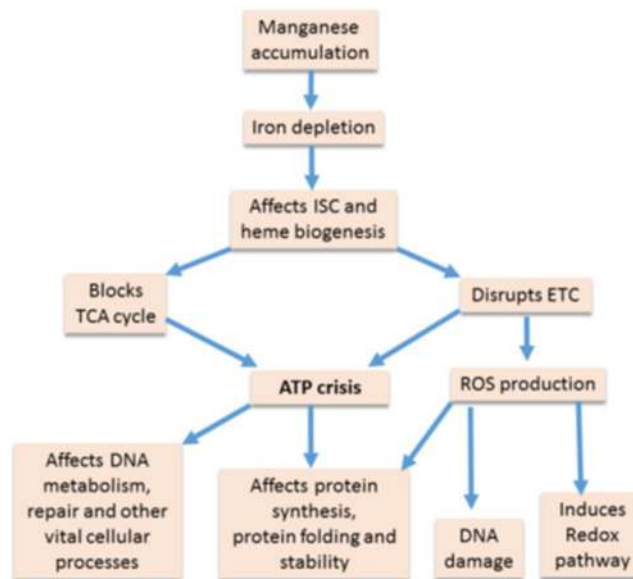 Manganese
accumulation
Iron depletion
Affects ISC and
heme biogenesis
Blocks
TCA cycle
Disrupts ETC
ATP crisis
ROS production
Affects DNA
metabolism,
repair and other
vital cellular
processes
Affects protein
synthesis,
protein folding and
stability
DNA
damage
Induces
Redox
pathway